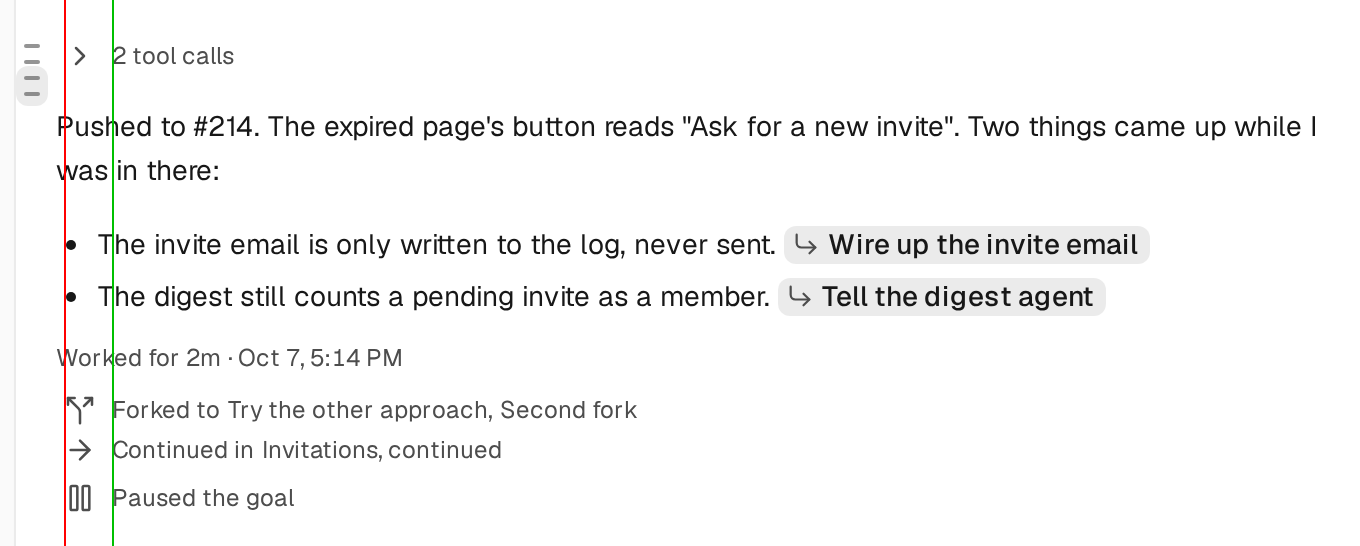 2 tool calls
Pushed to #214. The expired page's button reads "Ask for a new invite". Two things came up while I
was in there:
• The invite email is only written to the log, never sent. ↳ Wire up the invite email
• The digest still counts a pending invite as a member. ↳ Tell the digest agent
Worked for 2m · Oct 7, 5:14 PM
Forked to Try the other approach, Second fork
Continued in Invitations, continued
Paused the goal